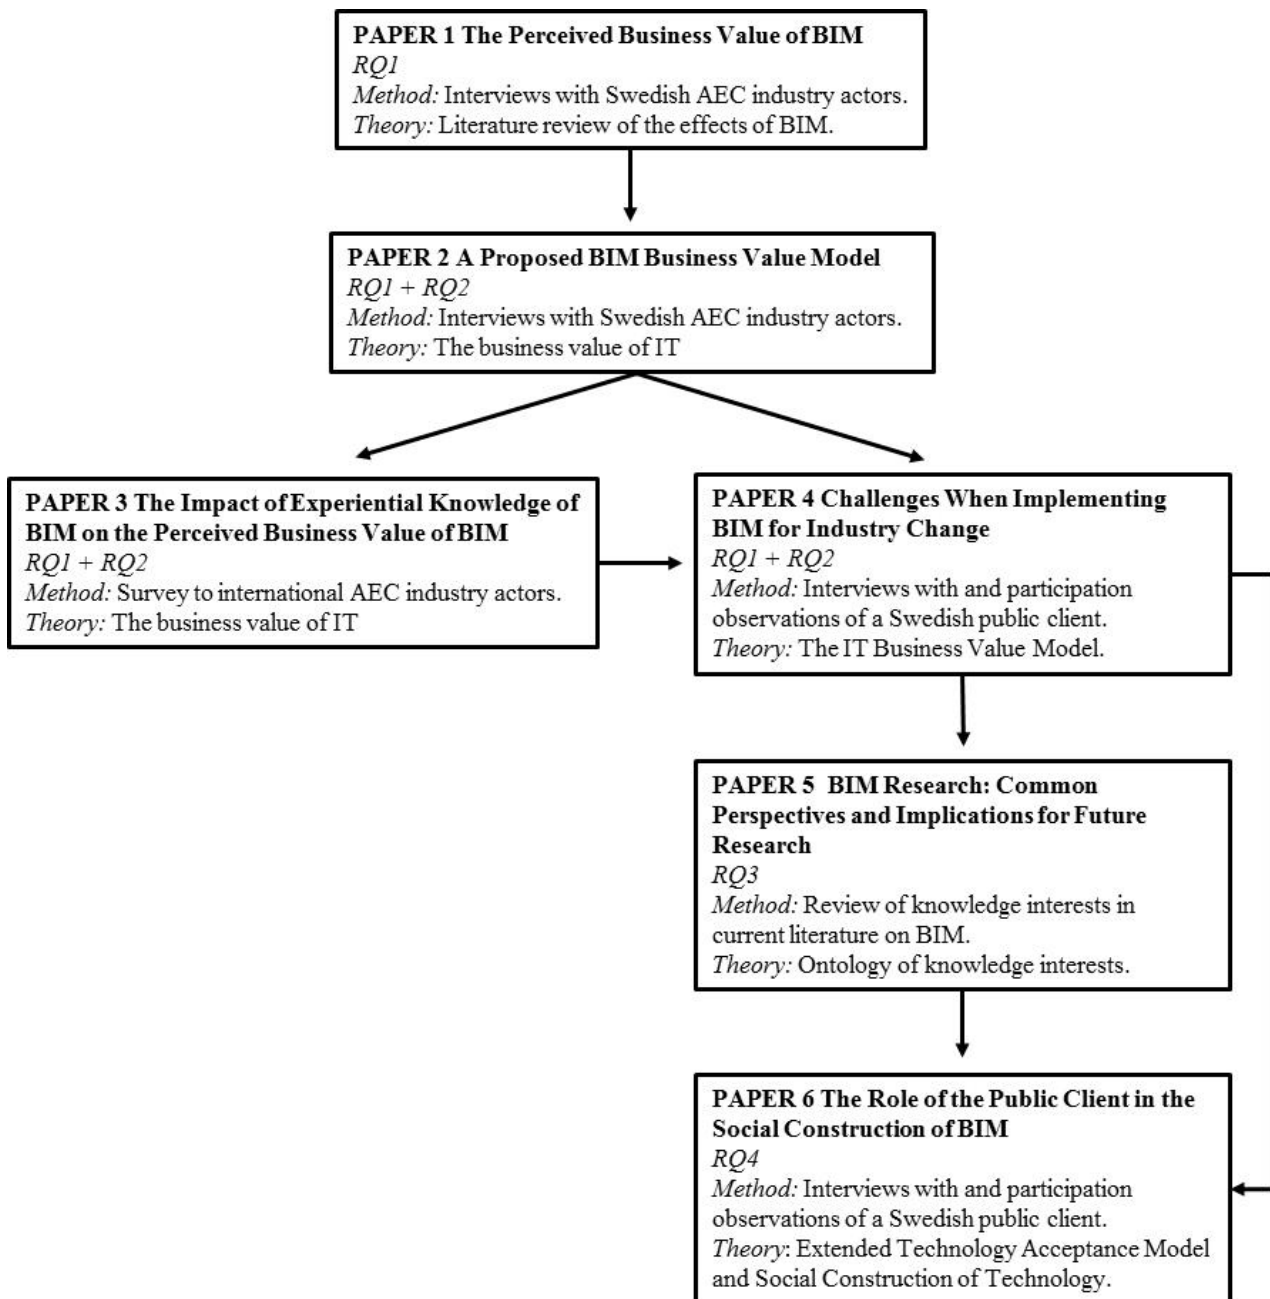 PAPER 1 The Perceived Business Value of BIM
RQ1
Method: Interviews with Swedish AEC industry actors.
Theory: Literature review of the effects of BIM.
PAPER 2 A Proposed BIM Business Value Model
RQ1 + RQ2
Method: Interviews with Swedish AEC industry actors.
Theory: The business value of IT
PAPER 3 The Impact of Experiential Knowledge of
BIM on the Perceived Business Value of BIM
RQ1 + RQ2
Method: Survey to international AEC industry actors.
Theory: The business value of IT
PAPER 4 Challenges When Implementing
BIM for Industry Change
RQ1 + RQ2
Method: Interviews with and participation
observations of a Swedish public client.
Theory: The IT Business Value Model.
PAPER 5 BIM Research: Common
Perspectives and Implications for Future
Research
RQ3
Method: Review of knowledge interests in
current literature on BIM.
Theory: Ontology of knowledge interests.
PAPER 6 The Role of the Public Client in the
Social Construction of BIM
RQ4
Method: Interviews with and participation
observations of a Swedish public client.
Theory: Extended Technology Acceptance Model
and Social Construction of Technology.